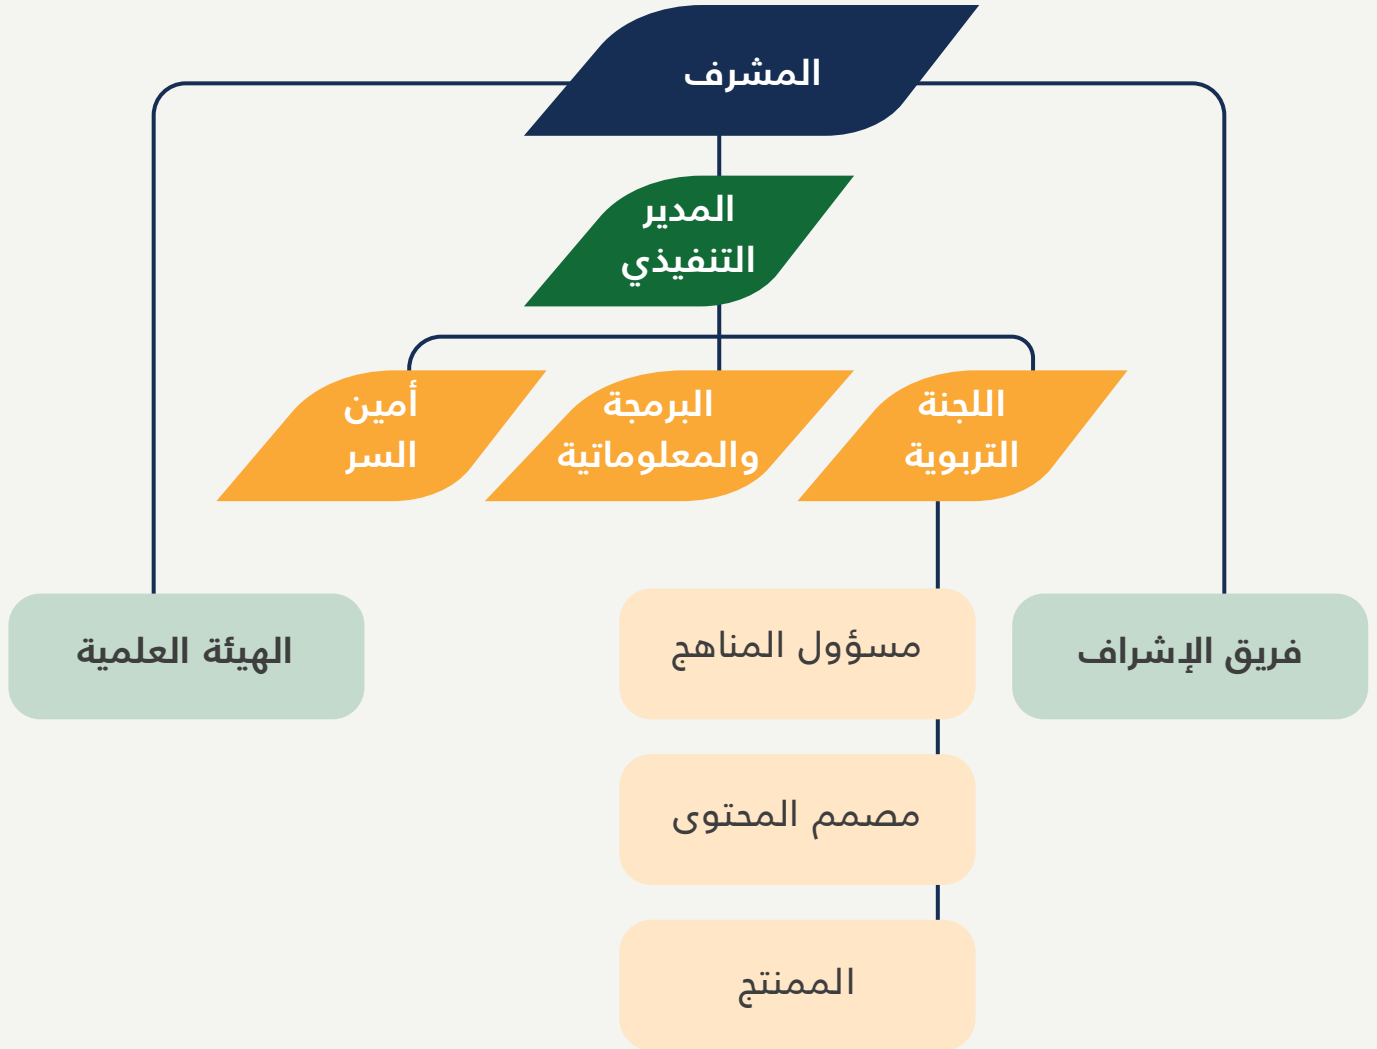 المشرف
المدير
التنفيذي
اللجنة
التربوية
البرمجة
والمعلوماتية
أمين
السر
فريق الإشراف
مسؤول المناهج
الهيئة العلمية
مصمم المحتوى
الممنتج